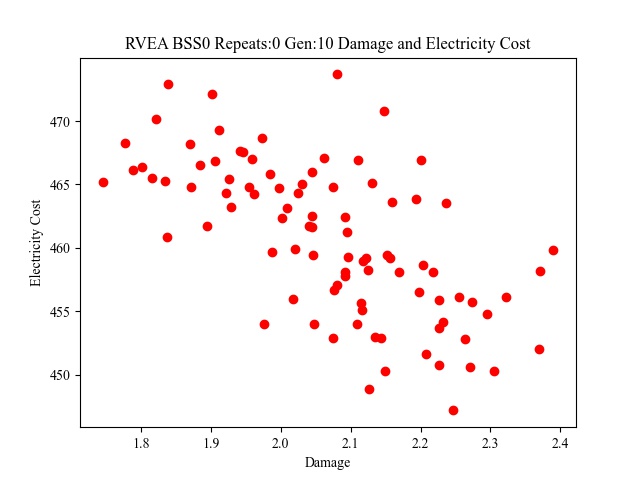 RVEA BSS0 Repeats:0 Gen:10 Damage and Electricity Cost
470
465
460
455
450
Electricity Cost
1.8 1.9 2.0 2.1 2.2 2.3 2.4
Damage